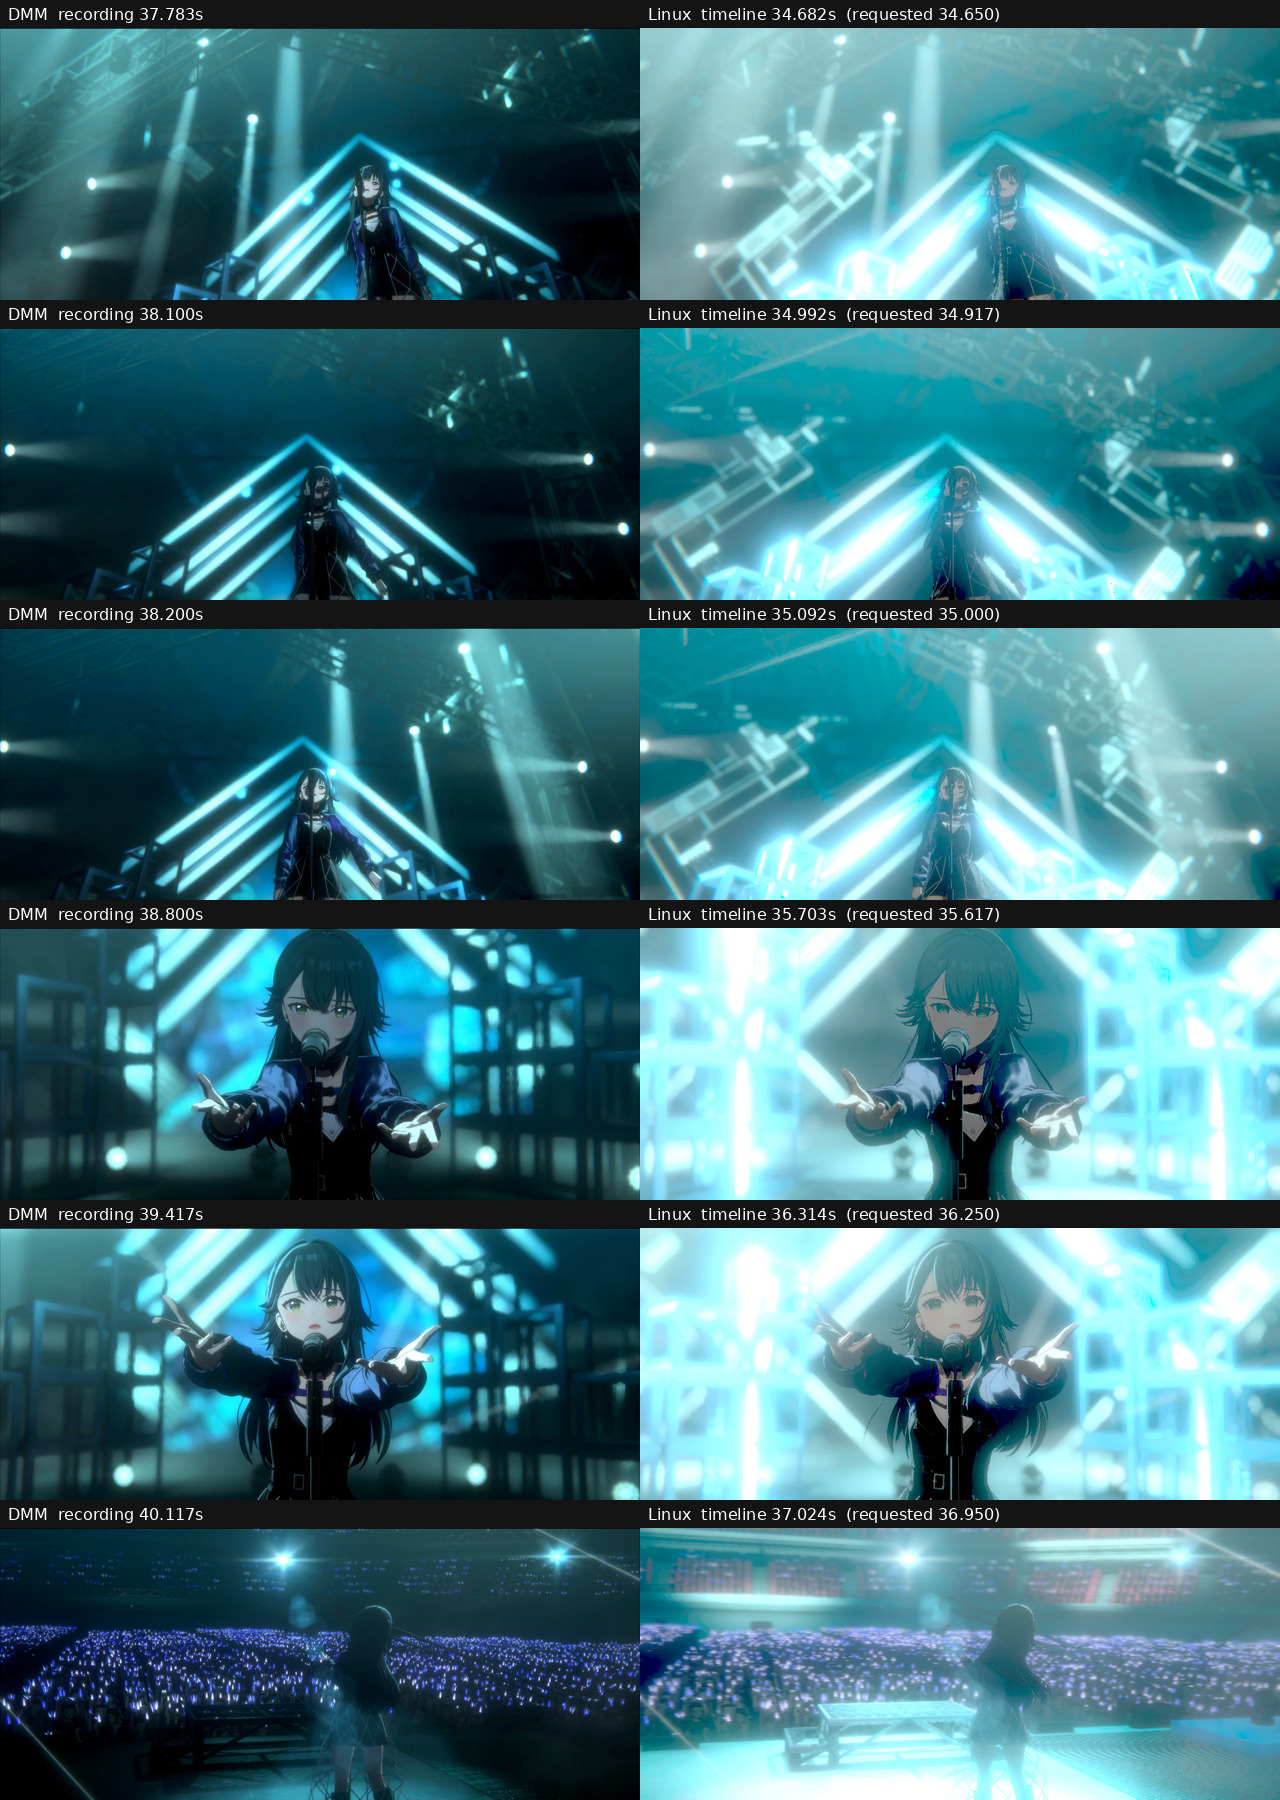 DMM recording 37.783s
Linux timeline 34.682s (requested 34.650)
DMM recording 38.100s
Linux timeline 34.992s (requested 34.917)
DMM recording 38.200s
Linux timeline 35.092s (requested 35.000)
DMM recording 38.800s
Linux timeline 35.703s (requested 35.617)
DMM recording 39.417s
Linux timeline 36.314s (requested 36.250)
DMM recording 40.117s
Linux timeline 37.024s (requested 36.950)